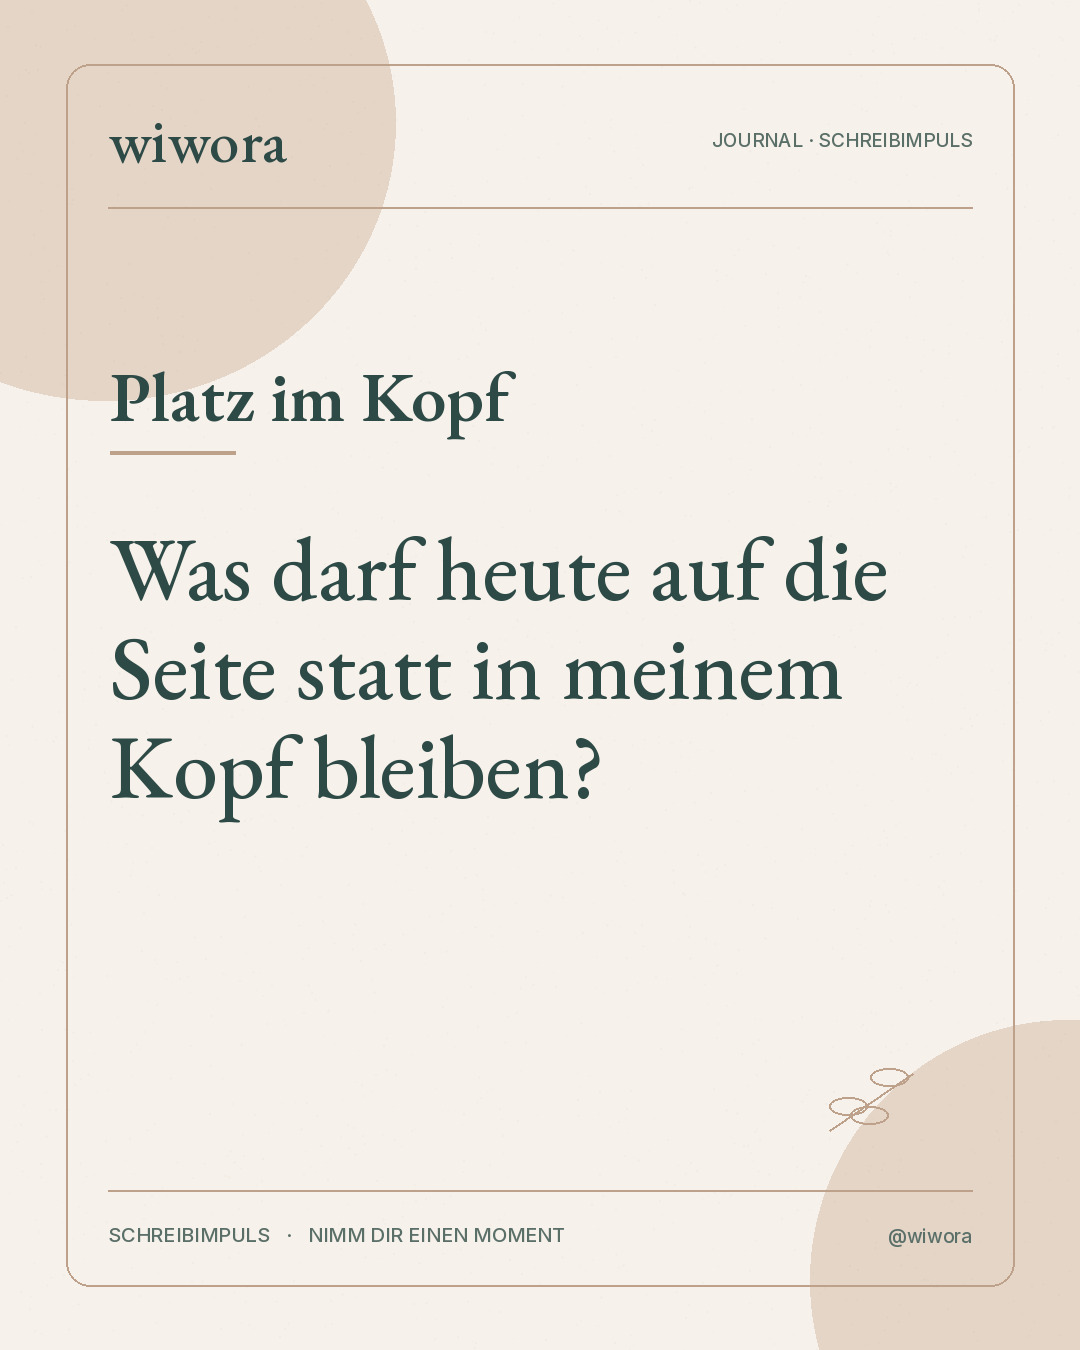 wiwora
JOURNAL · SCHREIBIMPULS
Platz im Kopf
Was darf heute auf die
Seite statt in meinem
Kopf bleiben?
SCHREIBIMPULS · NIMM DIR EINEN MOMENT
@wiwora